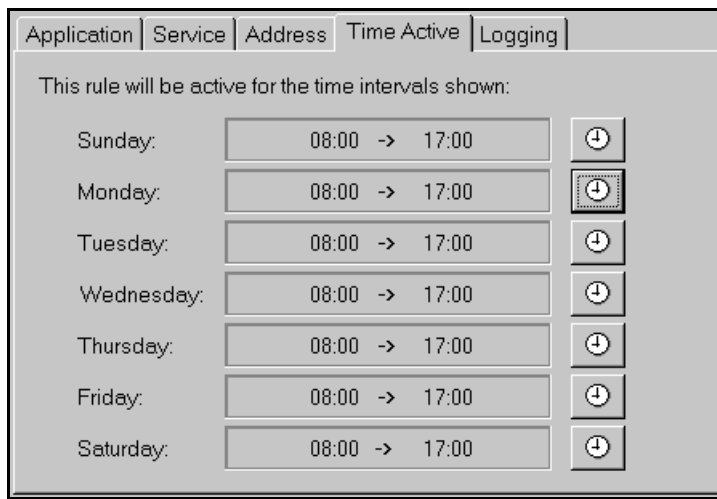 Application Service Address Time Active Logging
This rule will be active for the time intervals shown:
Sunday: 08:00 -> 17:00
Monday: 08:00 -> 17:00
Tuesday: 08:00 -> 17:00
Wednesday: 08:00 -> 17:00
Thursday: 08:00 -> 17:00
Friday: 08:00 -> 17:00
Saturday: 08:00 -> 17:00